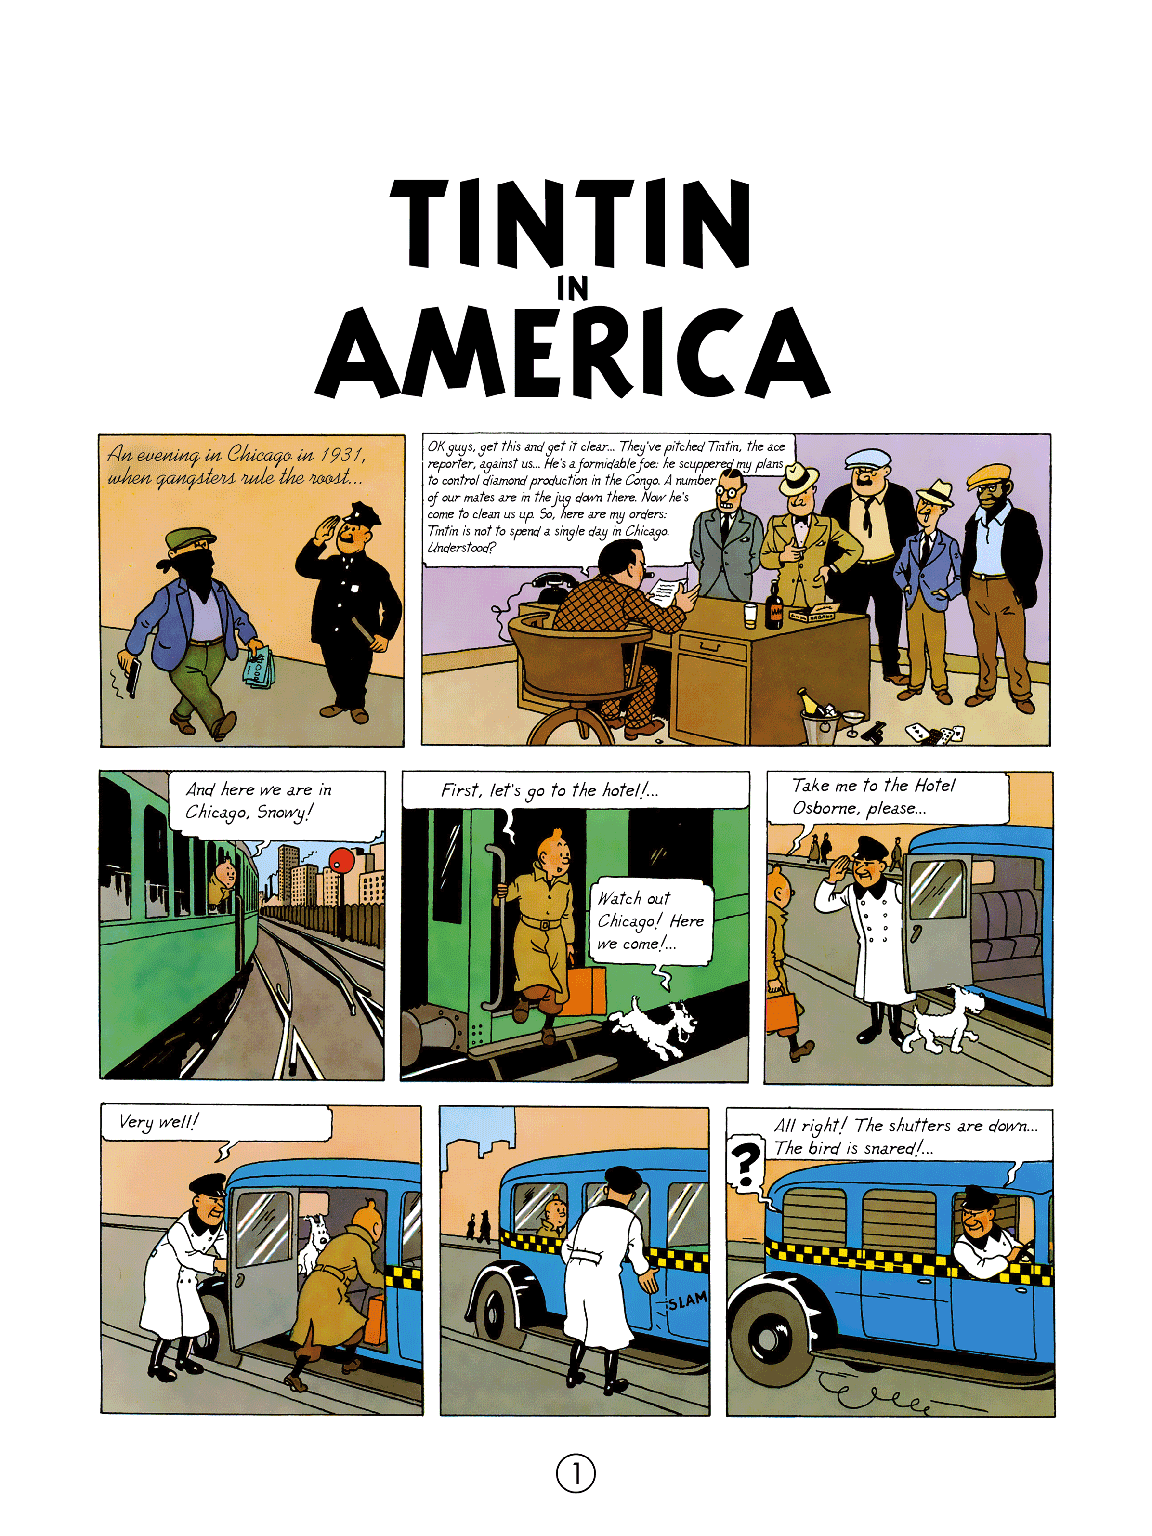 TINTIN
IN
AMERICA
An evening in Chicago in 1931,
when gangsters rule the roost...
OK guys, get this and get it clear... They've pitched Tintin, the ace
reporter, against us... He's a formidable foe: he scuppered my plans
to control diamond production in the Congo. A number
of our mates are in the jug down there. Now he's
come to clean us up. So, here are my orders:
Tintin is not to spend a single day in Chicago.
Understood?
And here we are in
Chicago, Snowy!
First, let's go to the hotel!...
Watch out
Chicago! Here
we come!...
Take me to the Hotel
Osborne, please...
Very well!
SLAM
All right! The shutters are down...
The bird is snared!...
?
1